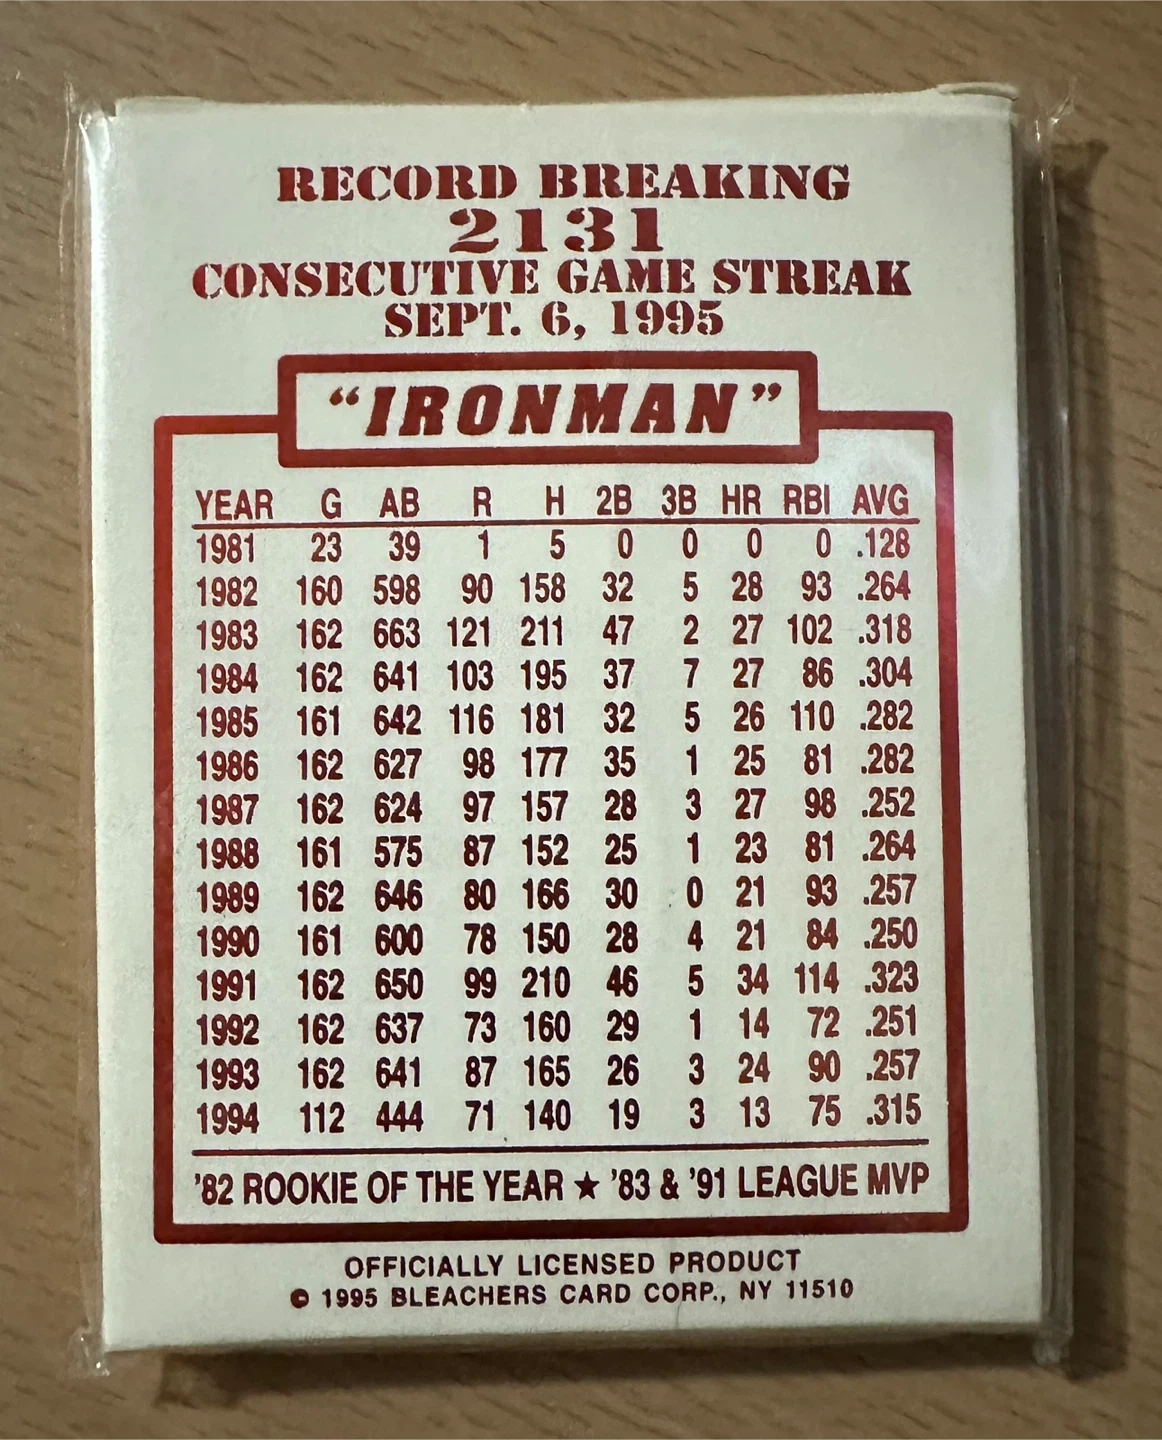 RECORD BREAKING
2131
CONSECUTIVE GAME STREAK
SEPT. 6, 1995
"IRONMAN"
YEAR G AB R H 2B 3B HR RBI AVG
1981 23 39 1 5 0 0 0 0 .128
1982 160 598 90 158 32 5 28 93 .264
1983 162 663 121 211 47 2 27 102 .318
1984 162 641 103 195 37 7 27 86 .304
1985 161 642 116 181 32 5 26 110 .282
1986 162 627 98 177 35 1 25 81 .282
1987 162 624 97 157 28 3 27 98 .252
1988 161 575 87 152 25 1 23 81 .264
1989 162 646 80 166 30 0 21 93 .257
1990 161 600 78 150 28 4 21 84 .250
1991 162 650 99 210 46 5 34 114 .323
1992 162 637 73 160 29 1 14 72 .251
1993 162 641 87 165 26 3 24 90 .257
1994 112 444 71 140 19 3 13 75 .315
'82 ROOKIE OF THE YEAR ★ '83 & '91 LEAGUE MVP
OFFICIALLY LICENSED PRODUCT
© 1995 BLEACHERS CARD CORP., NY 11510